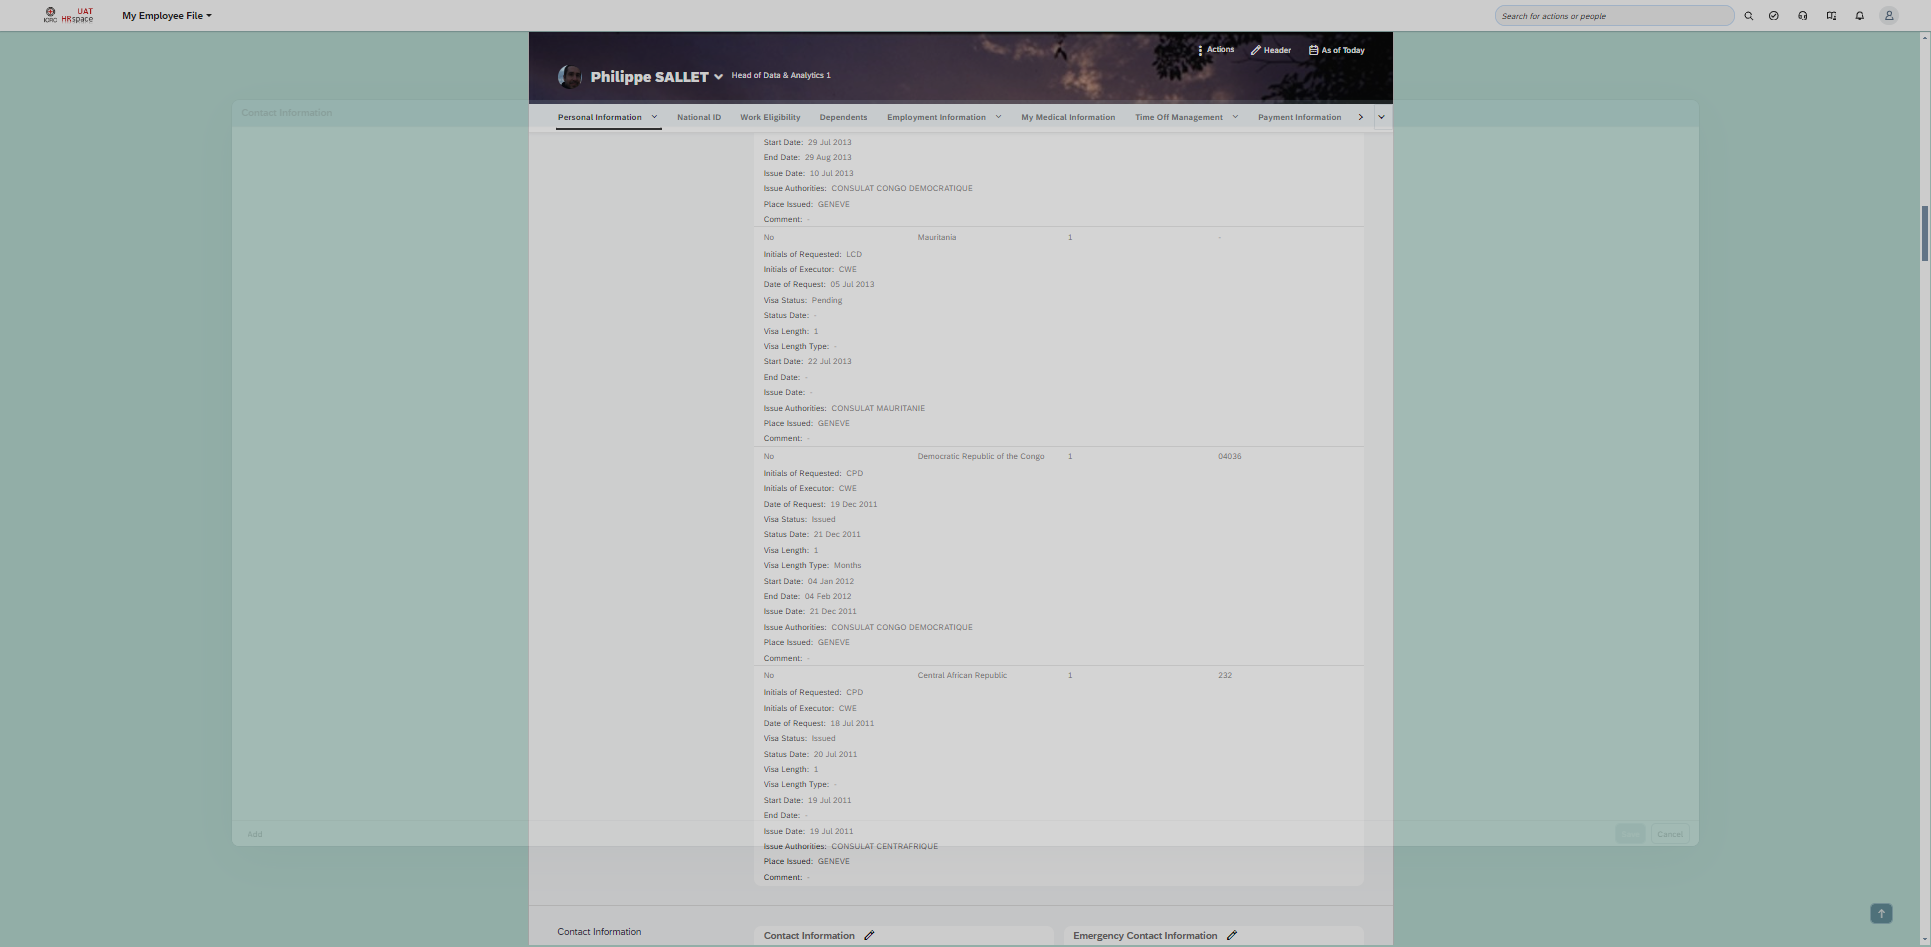 ICRC UAT HRspace My Employee File Search for actions or people
Actions Header As of Today
Philippe SALLET Head of Data & Analytics 1
Contact Information
Personal Information National ID Work Eligibility Dependents Employment Information My Medical Information Time Off Management Payment Information
Start Date: 29 Jul 2013
End Date: 29 Aug 2013
Issue Date: 10 Jul 2013
Issue Authorities: CONSULAT CONGO DEMOCRATIQUE
Place Issued: GENEVE
Comment: -
No Mauritania 1 -
Initials of Requested: LCD
Initials of Executor: CWE
Date of Request: 05 Jul 2013
Visa Status: Pending
Status Date: -
Visa Length: 1
Visa Length Type: -
Start Date: 22 Jul 2013
End Date: -
Issue Date: -
Issue Authorities: CONSULAT MAURITANIE
Place Issued: GENEVE
Comment: -
No Democratic Republic of the Congo 1 04036
Initials of Requested: CPD
Initials of Executor: CWE
Date of Request: 19 Dec 2011
Visa Status: Issued
Status Date: 21 Dec 2011
Visa Length: 1
Visa Length Type: Months
Start Date: 04 Jan 2012
End Date: 04 Feb 2012
Issue Date: 21 Dec 2011
Issue Authorities: CONSULAT CONGO DEMOCRATIQUE
Place Issued: GENEVE
Comment: -
No Central African Republic 1 232
Initials of Requested: CPD
Initials of Executor: CWE
Date of Request: 18 Jul 2011
Visa Status: Issued
Status Date: 20 Jul 2011
Visa Length: 1
Visa Length Type: -
Start Date: 19 Jul 2011
End Date: -
Issue Date: 19 Jul 2011
Add Cancel
Issue Authorities: CONSULAT CENTRAFRIQUE
Place Issued: GENEVE
Comment: -
Contact Information Contact Information Emergency Contact Information